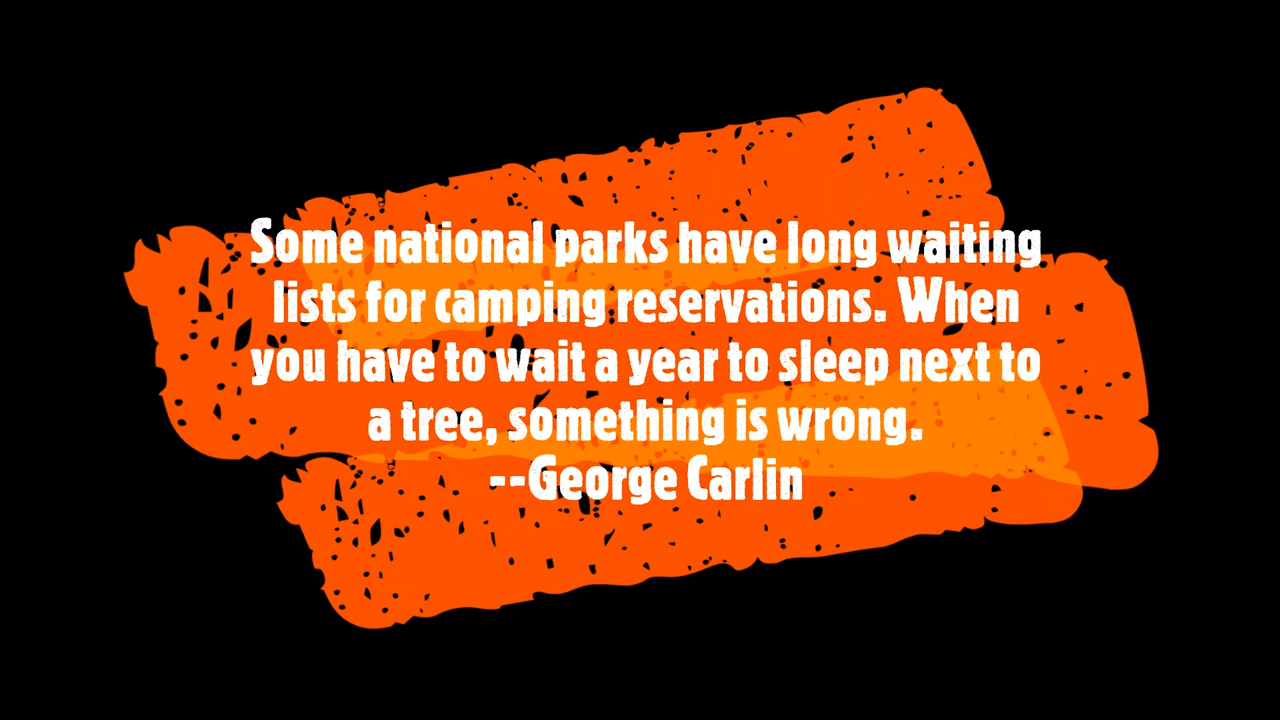 Some national parks have long waiting
lists for camping reservations. When
you have to wait a year to sleep next to
a tree, something is wrong.
--George Carlin